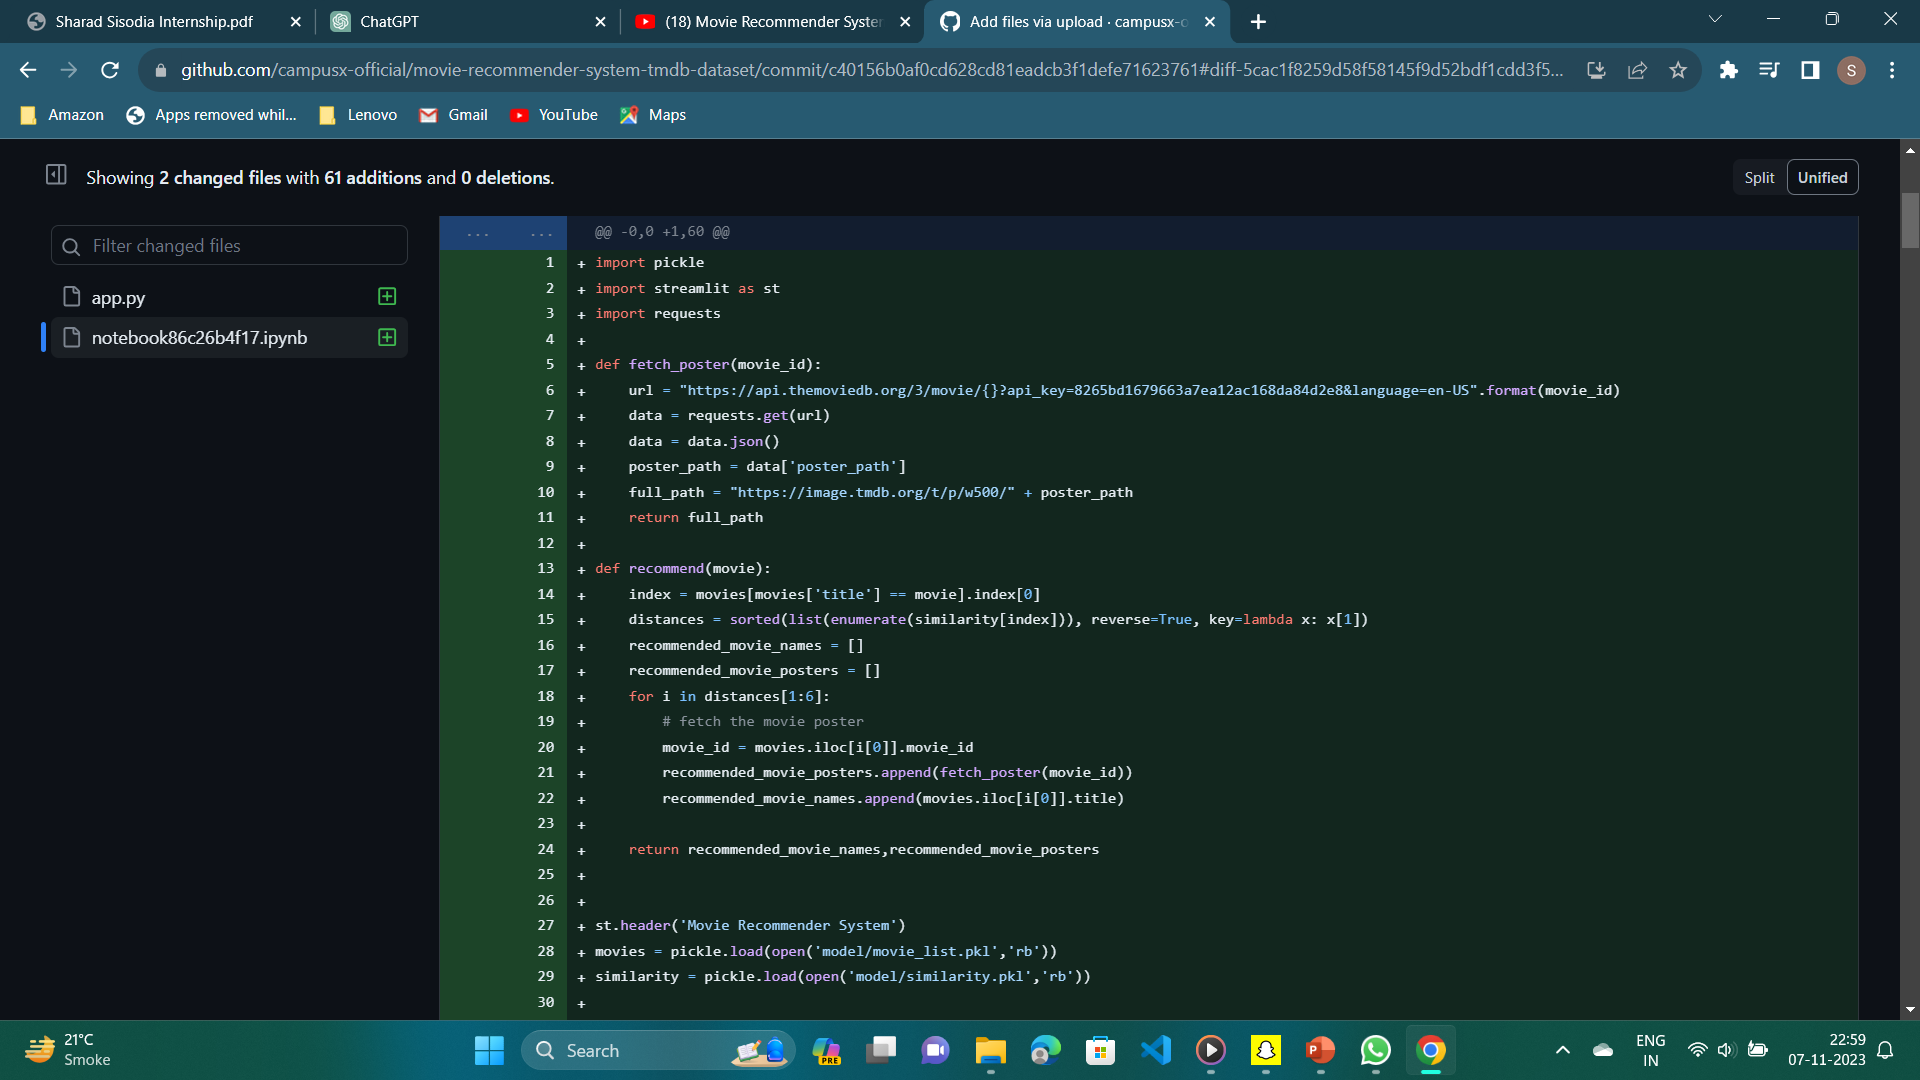 Sharad Sisodia Internship.pdf
ChatGPT
(18) Movie Recommender Syste
Add files via upload · campusx-o
github.com/campusx-official/movie-recommender-system-tmdb-dataset/commit/c40156b0af0cd628cd81eadcb3f1defe71623761#diff-5cac1f8259d58f58145f9d52bdf1cdd3f5...
S
Amazon
Apps removed whil...
Lenovo
Gmail
YouTube
Maps
Showing 2 changed files with 61 additions and 0 deletions.
Split
Unified
Filter changed files
app.py
notebook86c26b4f17.ipynb
... ... @@ -0,0 +1,60 @@
1 + import pickle
2 + import streamlit as st
3 + import requests
4 +
5 + def fetch_poster(movie_id):
6 +     url = "https://api.themoviedb.org/3/movie/{}?api_key=8265bd1679663a7ea12ac168da84d2e8&language=en-US".format(movie_id)
7 +     data = requests.get(url)
8 +     data = data.json()
9 +     poster_path = data['poster_path']
10 +     full_path = "https://image.tmdb.org/t/p/w500/" + poster_path
11 +     return full_path
12 +
13 + def recommend(movie):
14 +     index = movies[movies['title'] == movie].index[0]
15 +     distances = sorted(list(enumerate(similarity[index])), reverse=True, key=lambda x: x[1])
16 +     recommended_movie_names = []
17 +     recommended_movie_posters = []
18 +     for i in distances[1:6]:
19 +         # fetch the movie poster
20 +         movie_id = movies.iloc[i[0]].movie_id
21 +         recommended_movie_posters.append(fetch_poster(movie_id))
22 +         recommended_movie_names.append(movies.iloc[i[0]].title)
23 +
24 +     return recommended_movie_names,recommended_movie_posters
25 +
26 +
27 + st.header('Movie Recommender System')
28 + movies = pickle.load(open('model/movie_list.pkl','rb'))
29 + similarity = pickle.load(open('model/similarity.pkl','rb'))
30 +
21°C
Smoke
Search
PRE
ENG
IN
22:59
07-11-2023